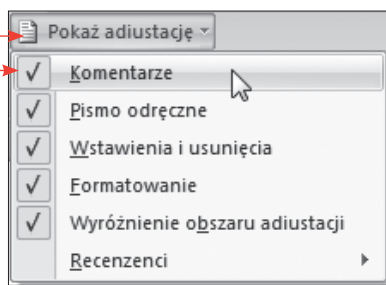 Pokaż adiustację
Komentarze
Pismo odręczne
Wstawienia i usunięcia
Formatowanie
Wyróżnienie obszaru adiustacji
Recenzenci